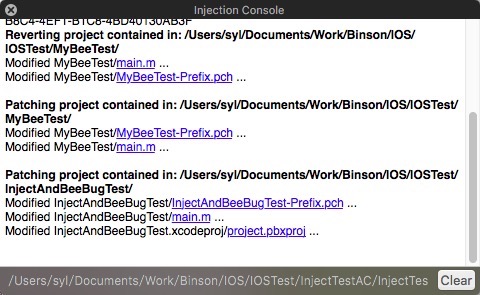 Injection Console
B8C4-4EF1-B1C8-4BD40130AB3F
Reverting project contained in: /Users/syl/Documents/Work/Binson/IOS/
IOSTest/MyBeeTest/
Modified MyBeeTest/main.m ...
Modified MyBeeTest/MyBeeTest-Prefix.pch ...
Patching project contained in: /Users/syl/Documents/Work/Binson/IOS/IOSTest/
MyBeeTest/
Modified MyBeeTest/MyBeeTest-Prefix.pch ...
Modified MyBeeTest/main.m ...
Patching project contained in: /Users/syl/Documents/Work/Binson/IOS/IOSTest/
InjectAndBeeBugTest/
Modified InjectAndBeeBugTest/InjectAndBeeBugTest-Prefix.pch ...
Modified InjectAndBeeBugTest/main.m ...
Modified InjectAndBeeBugTest.xcodeproj/project.pbxproj ...
/Users/syl/Documents/Work/Binson/IOS/IOSTest/InjectTestAC/InjectTes Clear